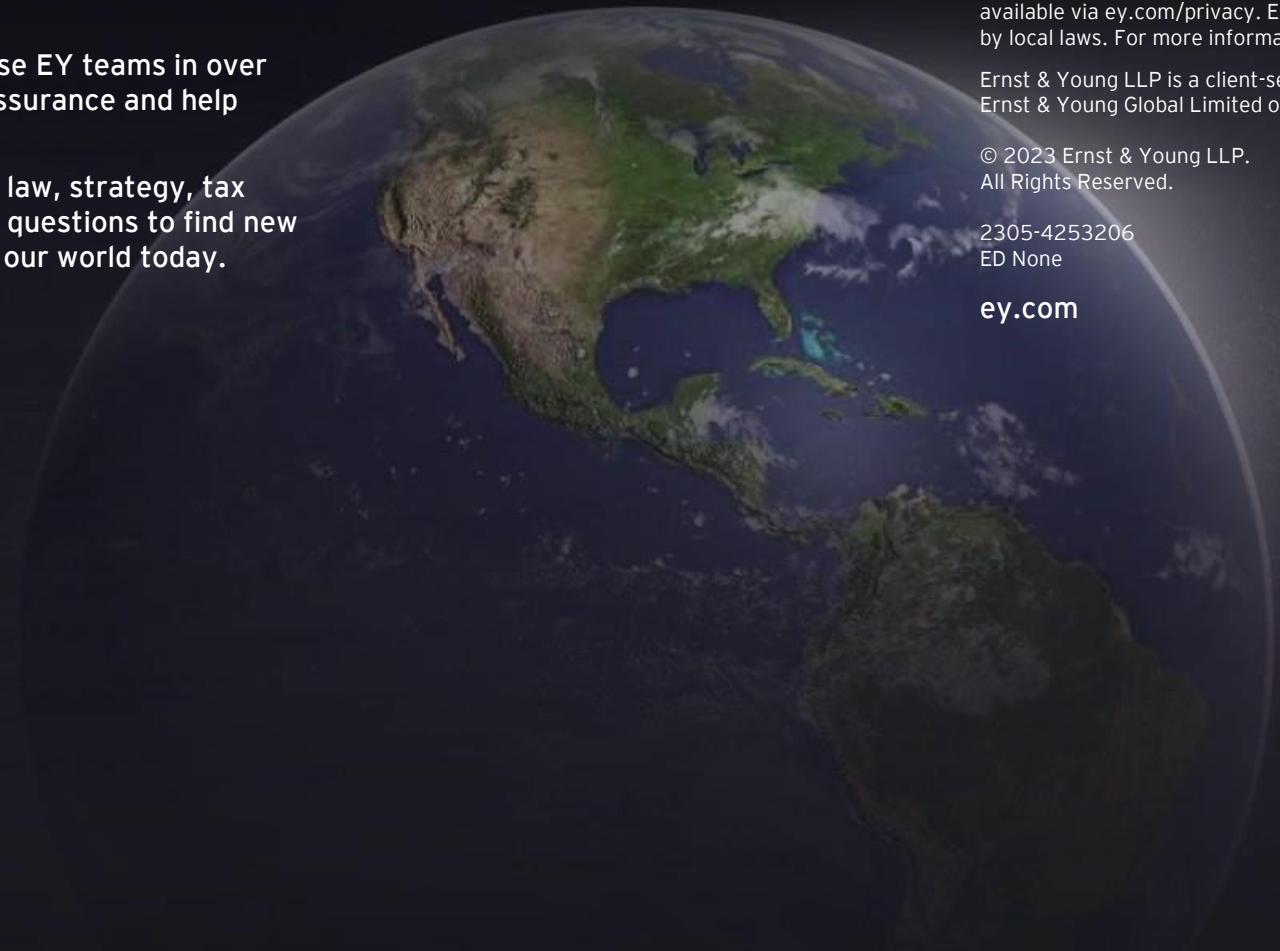 se EY teams in over
ssurance and help
law, strategy, tax
questions to find new
our world today.
available via ey.com/privacy. E
by local laws. For more informa
Ernst & Young LLP is a client-se
Ernst & Young Global Limited o
© 2023 Ernst & Young LLP.
All Rights Reserved.
2305-4253206
ED None
ey.com